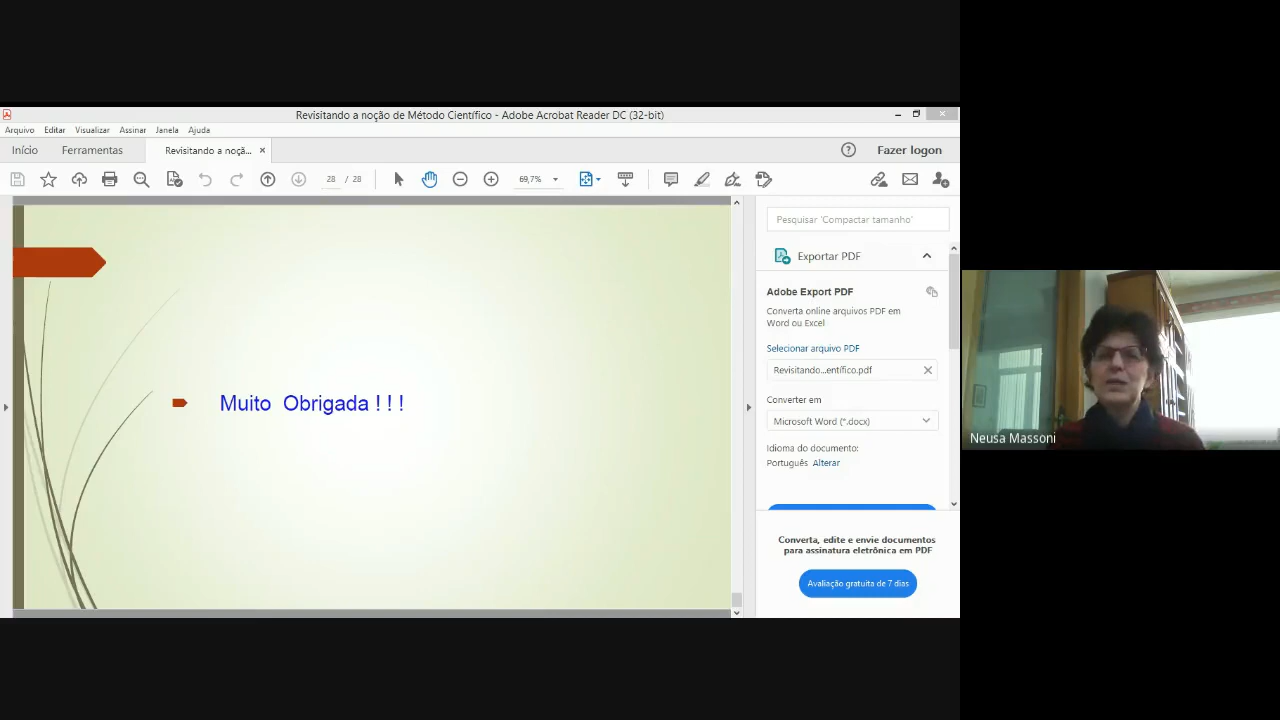 Revisitando a noção de Método Científico - Adobe Acrobat Reader DC (32-bit)
Arquivo Editar Visualizar Assinar Janela Ajuda
Início Ferramentas Revisitando a noçã... ×
Fazer logon
28 / 28
69,7%
Pesquisar 'Compactar tamanho'
Exportar PDF
Adobe Export PDF
Converta online arquivos PDF em
Word ou Excel
Selecionar arquivo PDF
Revisitando...entífico.pdf
Converter em
Microsoft Word (*.docx)
Idioma do documento:
Português Alterar
Converta, edite e envie documentos
para assinatura eletrônica em PDF
Avaliação gratuita de 7 dias
Muito Obrigada ! ! !
Neusa Massoni